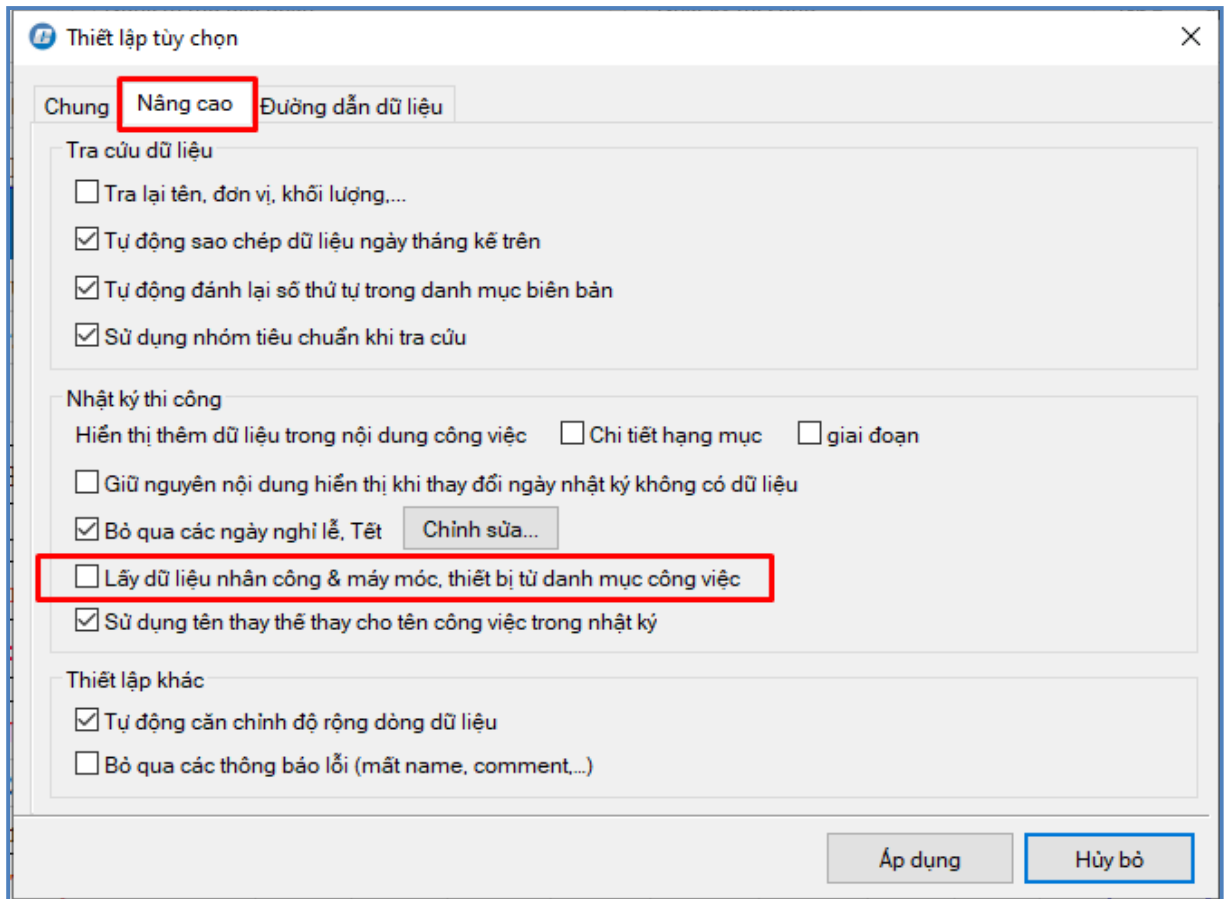 Thiết lập tùy chọn
Chung Nâng cao Đường dẫn dữ liệu
Tra cứu dữ liệu
Tra lại tên, đơn vị, khối lượng,...
Tự động sao chép dữ liệu ngày tháng kế trên
Tự động đánh lại số thứ tự trong danh mục biên bản
Sử dụng nhóm tiêu chuẩn khi tra cứu
Nhật ký thi công
Hiển thị thêm dữ liệu trong nội dung công việc Chi tiết hạng mục giai đoạn
Giữ nguyên nội dung hiển thị khi thay đổi ngày nhật ký không có dữ liệu
Bỏ qua các ngày nghỉ lễ, Tết Chỉnh sửa...
Lấy dữ liệu nhân công & máy móc, thiết bị từ danh mục công việc
Sử dụng tên thay thế thay cho tên công việc trong nhật ký
Thiết lập khác
Tự động căn chỉnh độ rộng dòng dữ liệu
Bỏ qua các thông báo lỗi (mất name, comment,...)
Áp dụng Hủy bỏ